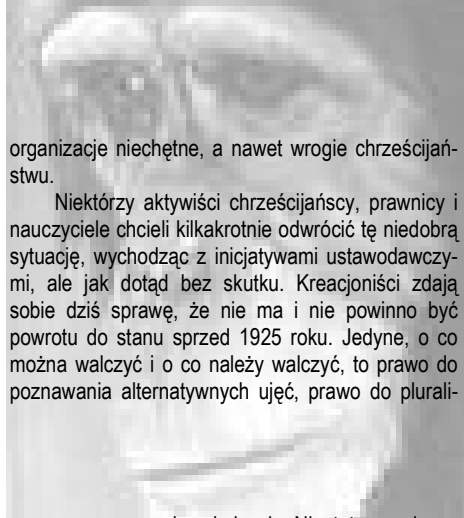 organizacje niechętne, a nawet wrogie chrześcijań-
stwu.
Niektórzy aktywiści chrześcijańscy, prawnicy i
nauczyciele chcieli kilkakrotnie odwrócić tę niedobrą
sytuację, wychodząc z inicjatywami ustawodawczy-
mi, ale jak dotąd bez skutku. Kreacjoniści zdają
sobie dziś sprawę, że nie ma i nie powinno być
powrotu do stanu sprzed 1925 roku. Jedyne, o co
można walczyć i o co należy walczyć, to prawo do
poznawania alternatywnych ujęć, prawo do plurali-